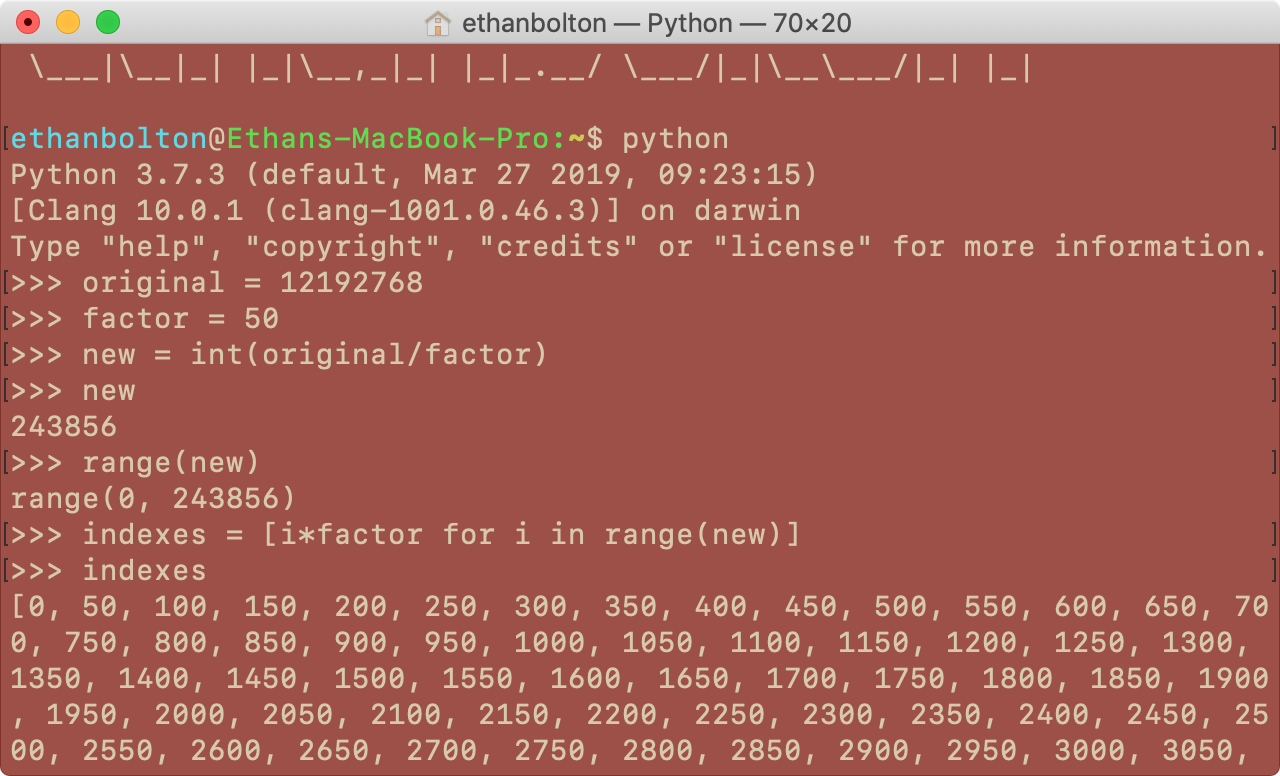 ethanbolton — Python — 70×20
 \___|\__|_| |_|\__,_|_| |_|_.__/ \___/|_|\__\___/|_| |_|
ethanbolton@Ethans-MacBook-Pro:~$ python
Python 3.7.3 (default, Mar 27 2019, 09:23:15)
[Clang 10.0.1 (clang-1001.0.46.3)] on darwin
Type "help", "copyright", "credits" or "license" for more information.
>>> original = 12192768
>>> factor = 50
>>> new = int(original/factor)
>>> new
243856
>>> range(new)
range(0, 243856)
>>> indexes = [i*factor for i in range(new)]
>>> indexes
[0, 50, 100, 150, 200, 250, 300, 350, 400, 450, 500, 550, 600, 650, 70
0, 750, 800, 850, 900, 950, 1000, 1050, 1100, 1150, 1200, 1250, 1300,
1350, 1400, 1450, 1500, 1550, 1600, 1650, 1700, 1750, 1800, 1850, 1900
, 1950, 2000, 2050, 2100, 2150, 2200, 2250, 2300, 2350, 2400, 2450, 25
00, 2550, 2600, 2650, 2700, 2750, 2800, 2850, 2900, 2950, 3000, 3050,